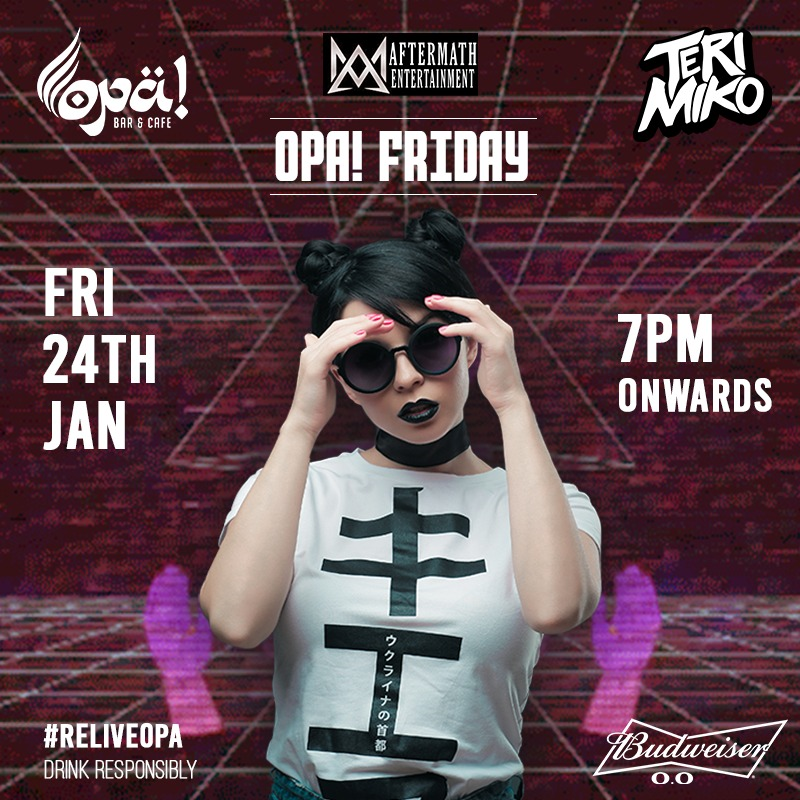 Opä!
BAR & CAFE
AFTERMATH
ENTERTAINMENT
TERI
MIKO
OPA! FRIDAY
FRI
24TH
JAN
7PM
ONWARDS
キエ
ウクライナの首都
#RELIVEOPA
DRINK RESPONSIBLY
Budweiser
0.0